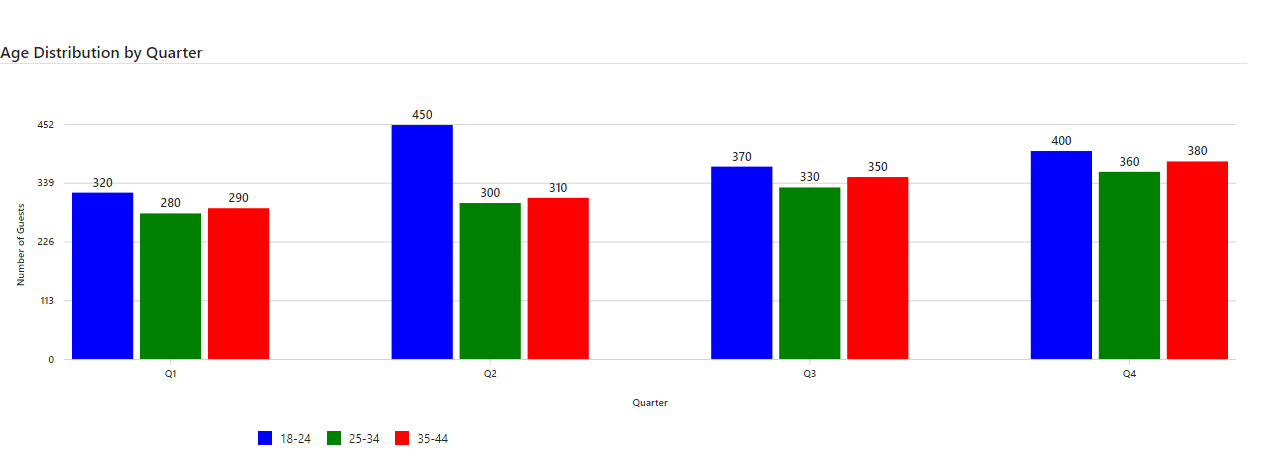 Age Distribution by Quarter
450
452
400
380
370
360
350
320
339
330
300
310
290
280
226
113
0
Number of Guests
Q1
Q2
Q3
Q4
Quarter
18-24 25-34 35-44